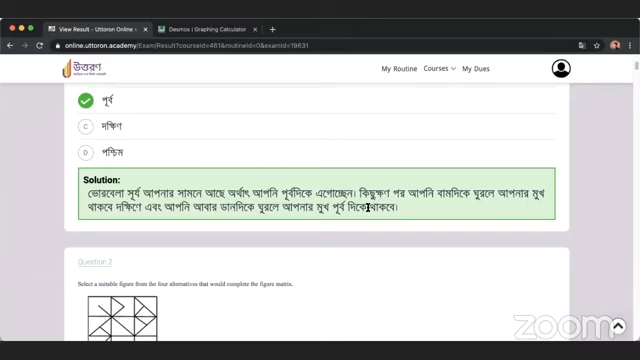 View Result | Uttoron Online
Desmos | Graphing Calculator
online.uttoron.academy/Exam/Result?courseid=461&routineId=0&examId=19631
উত্তরণ
My Routine
Courses
My Dues
পূর্ব
C
দক্ষিণ
D
পশ্চিম
Solution:
ভোরবেলা সূর্য আপনার সামনে আছে অর্থাৎ আপনি পূর্বদিকে এগোচ্ছেন। কিছুক্ষণ পর আপনি বামদিকে ঘুরলে আপনার মুখ
থাকবে দক্ষিণে এবং আপনি আবার ডানদিকে ঘুরলে আপনার মুখ পূর্ব দিকে থাকবে।
Question 2
Select a suitable figure from the four alternatives that would complete the figure matrix.
zoom